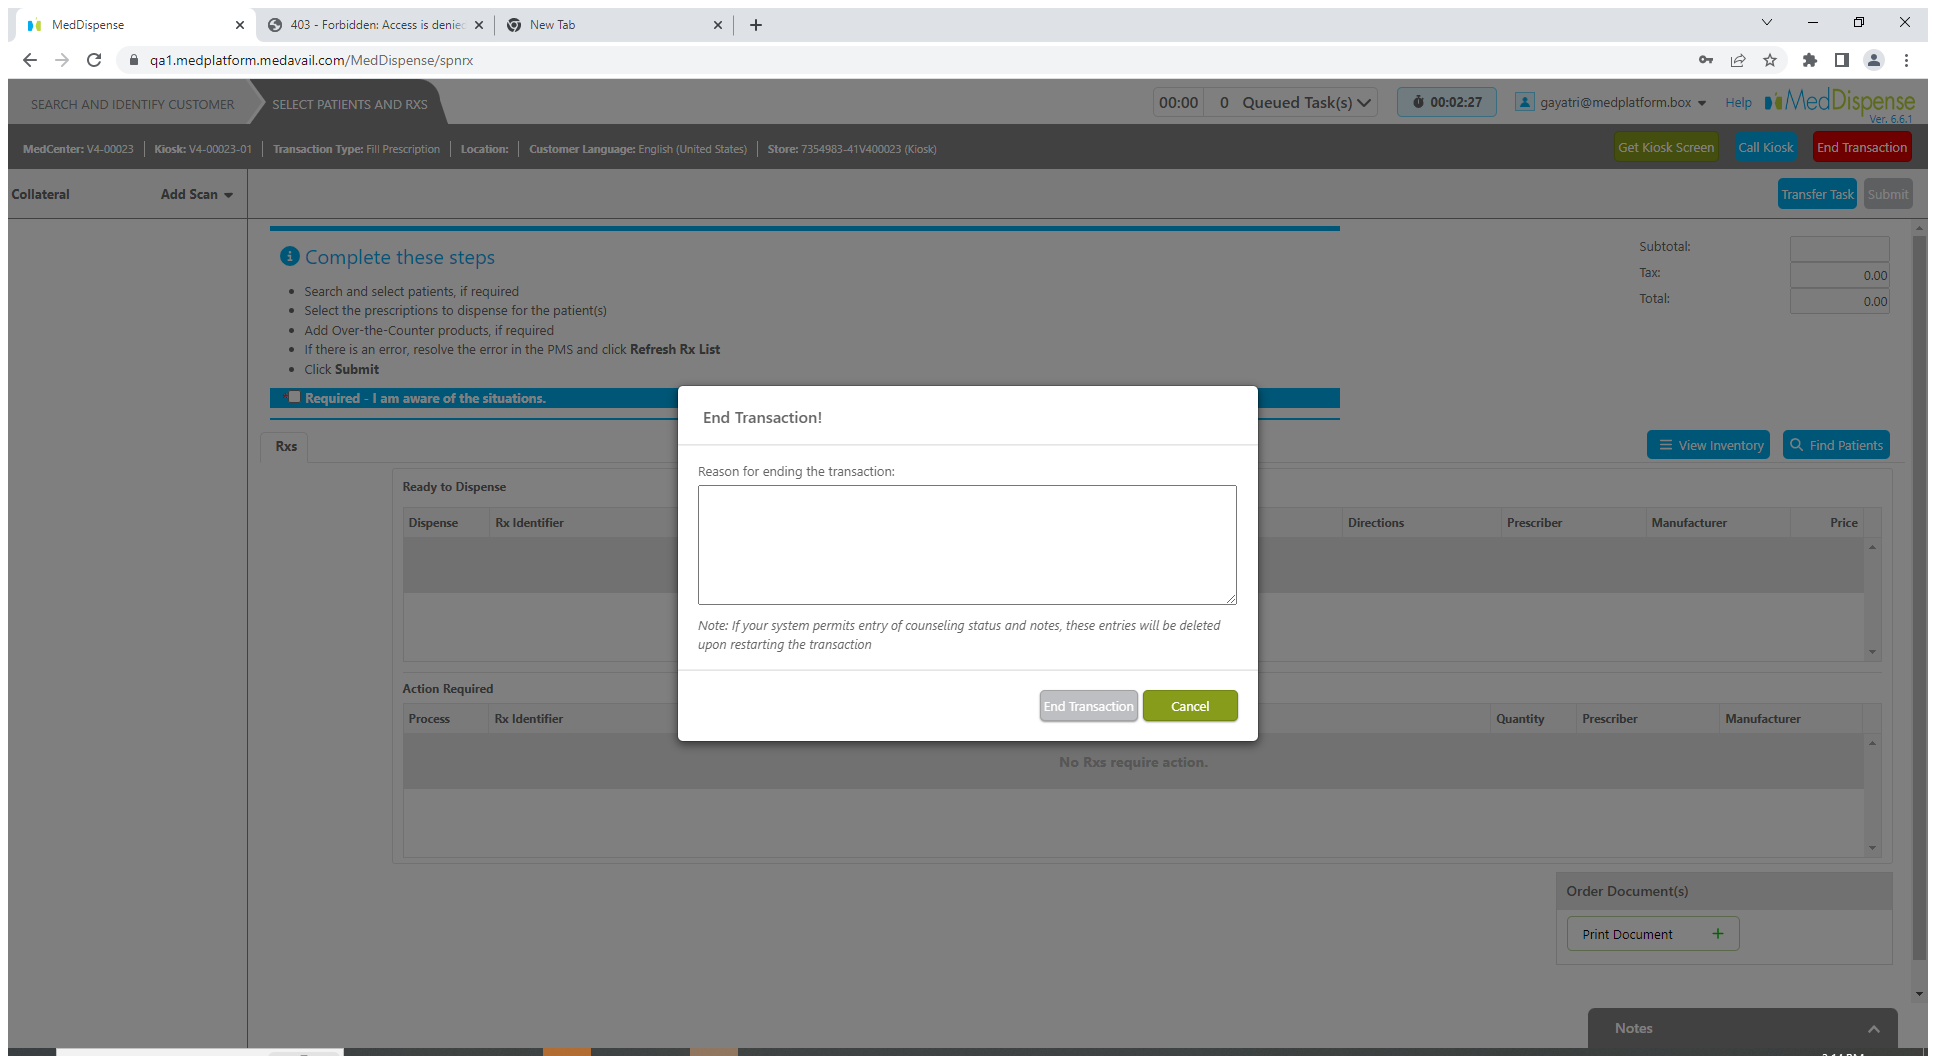 MedDispense
403 - Forbidden: Access is denie
New Tab
qa1.medplatform.medavail.com/MedDispense/spnrx
SEARCH AND IDENTIFY CUSTOMER
SELECT PATIENTS AND RXS
00:00 0 Queued Task(s)
00:02:27
gayatri@medplatform.box
Help
MedDispense
Ver. 6.6.1
MedCenter: V4-00023
Kiosk: V4-00023-01
Transaction Type: Fill Prescription
Location:
Customer Language: English (United States)
Store: 7354983-41V400023 (Kiosk)
Get Kiosk Screen
Call Kiosk
End Transaction
Collateral
Add Scan
Transfer Task
Submit
Complete these steps
• Search and select patients, if required
• Select the prescriptions to dispense for the patient(s)
• Add Over-the-Counter products, if required
• If there is an error, resolve the error in the PMS and click Refresh Rx List
• Click Submit
Required - I am aware of the situations.
Subtotal:
Tax: 0.00
Total: 0.00
Rxs
View Inventory
Find Patients
Ready to Dispense
Dispense Rx Identifier Directions Prescriber Manufacturer Price
End Transaction!
Reason for ending the transaction:
Note: If your system permits entry of counseling status and notes, these entries will be deleted
upon restarting the transaction
End Transaction
Cancel
Action Required
Process Rx Identifier Quantity Prescriber Manufacturer
No Rxs require action.
Order Document(s)
Print Document +
Notes